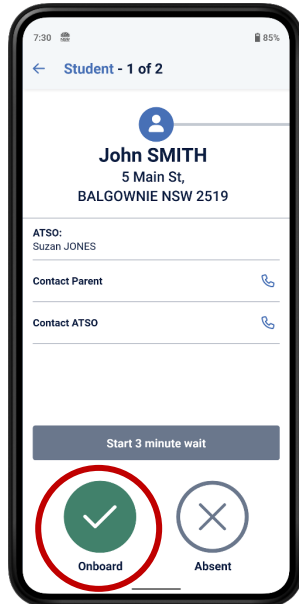 7:30 85%
Student - 1 of 2
John SMITH
5 Main St,
BALGOWNIE NSW 2519
ATSO:
Suzan JONES
Contact Parent
Contact ATSO
Start 3 minute wait
Onboard Absent